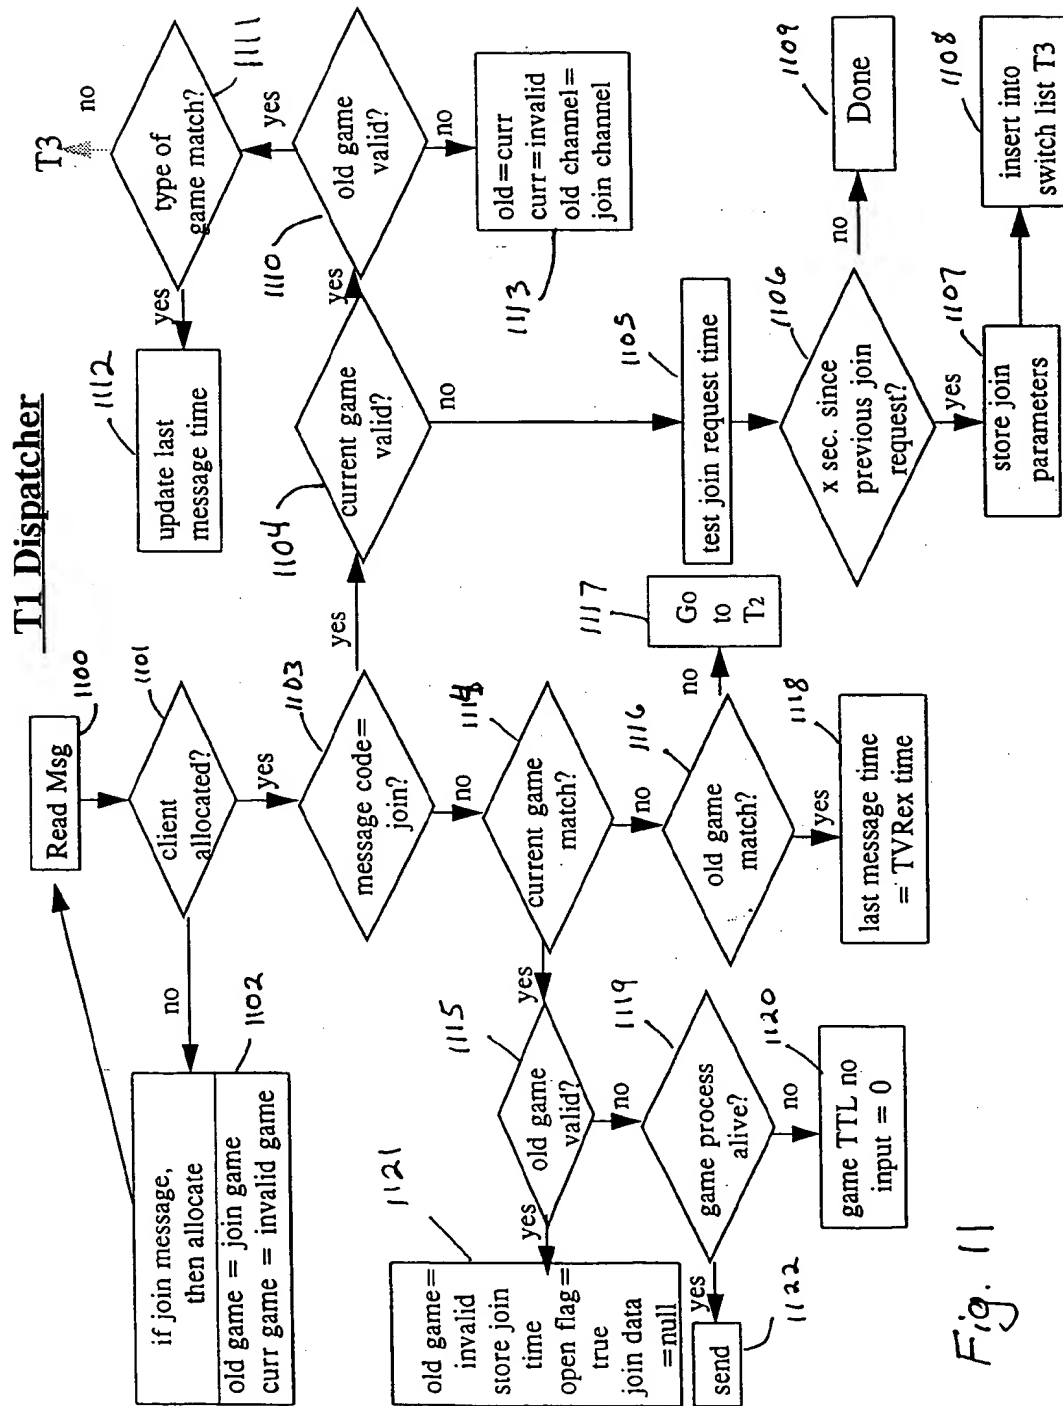 T1 Dispatcher
Read Msg
1100
client
allocated?
1101
no
yes
if join message,
then allocate
old game = join game
curr game = invalid game
1102
message code=
join?
1103
yes
no
current game
valid?
1104
yes
no
old game
valid?
1110
yes
no
type of
game match?
1111
no
T3
yes
update last
message time
1112
old=curr
curr=invalid
old channel=
join channel
1113
test join request time
1105
x sec. since
previous join
request?
1106
no
Done
1109
yes
store join
parameters
1107
insert into
switch list T3
1108
current game
match?
1114
yes
no
old game
match?
1116
no
Go
to
T2
1117
yes
last message time
= TVRex time
1118
old game
valid?
1115
yes
no
old game=
invalid
store join
time
open flag=
true
join data
=null
1121
game process
alive?
1119
yes
send
1122
no
game TTL no
input = 0
1120
Fig. 11